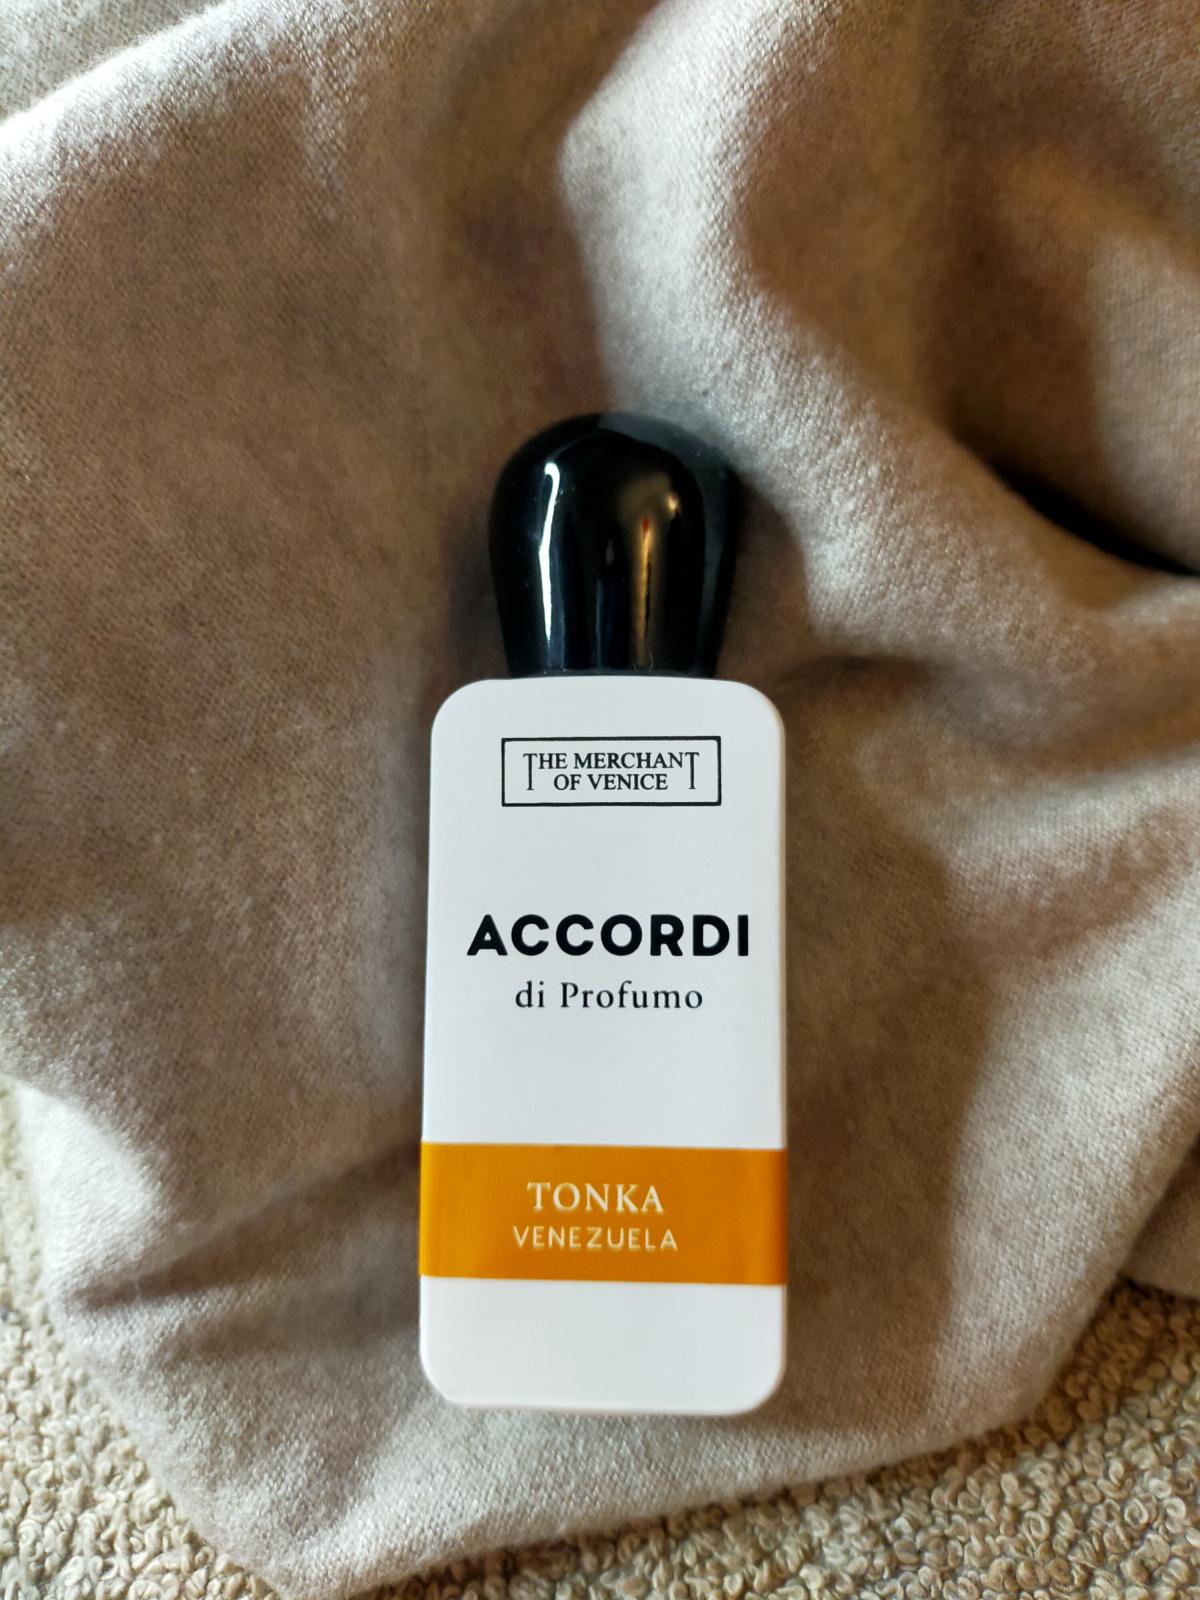 THE MERCHANT
OF VENICE
ACCORDI
di Profumo
TONKA
VENEZUELA